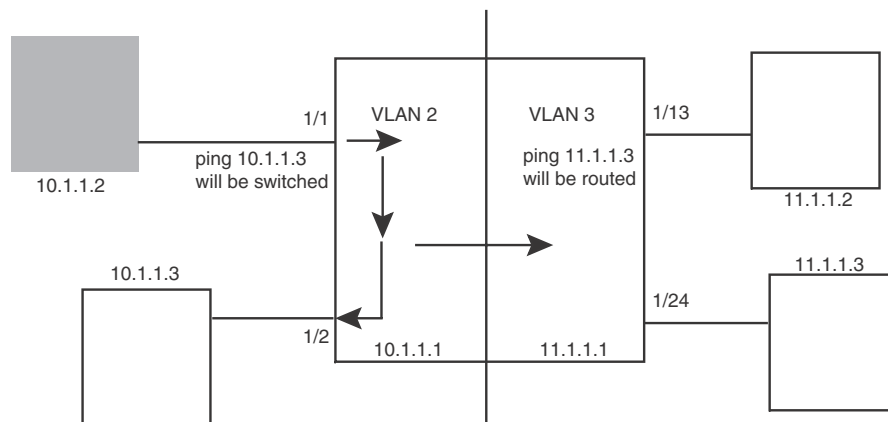 1/1
VLAN 2
VLAN 3
1/13
ping 10.1.1.3
will be switched
ping 11.1.1.3
will be routed
10.1.1.2
11.1.1.2
10.1.1.3
11.1.1.3
1/24
1/2
10.1.1.1
11.1.1.1